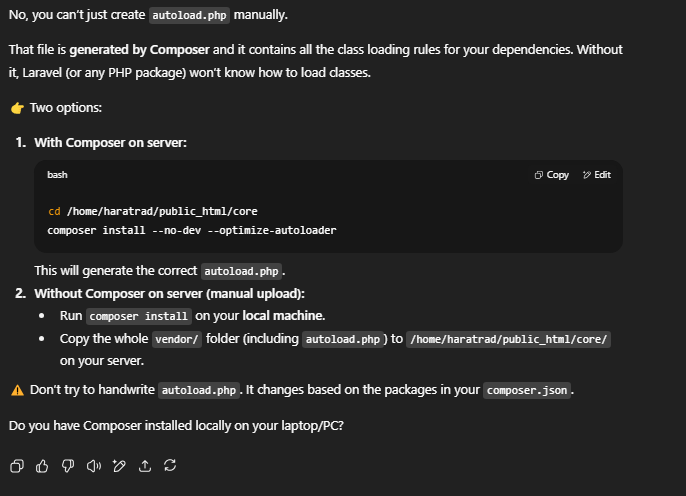 No, you can't just create autoload.php manually.
That file is generated by Composer and it contains all the class loading rules for your dependencies. Without
it, Laravel (or any PHP package) won't know how to load classes.
👉 Two options:
1. With Composer on server:
bash
Copy Edit
cd /home/haratrad/public_html/core
composer install --no-dev --optimize-autoloader
This will generate the correct autoload.php.
2. Without Composer on server (manual upload):
• Run composer install on your local machine.
• Copy the whole vendor/ folder (including autoload.php) to /home/haratrad/public_html/core/
on your server.
⚠️ Don't try to handwrite autoload.php. It changes based on the packages in your composer.json.
Do you have Composer installed locally on your laptop/PC?